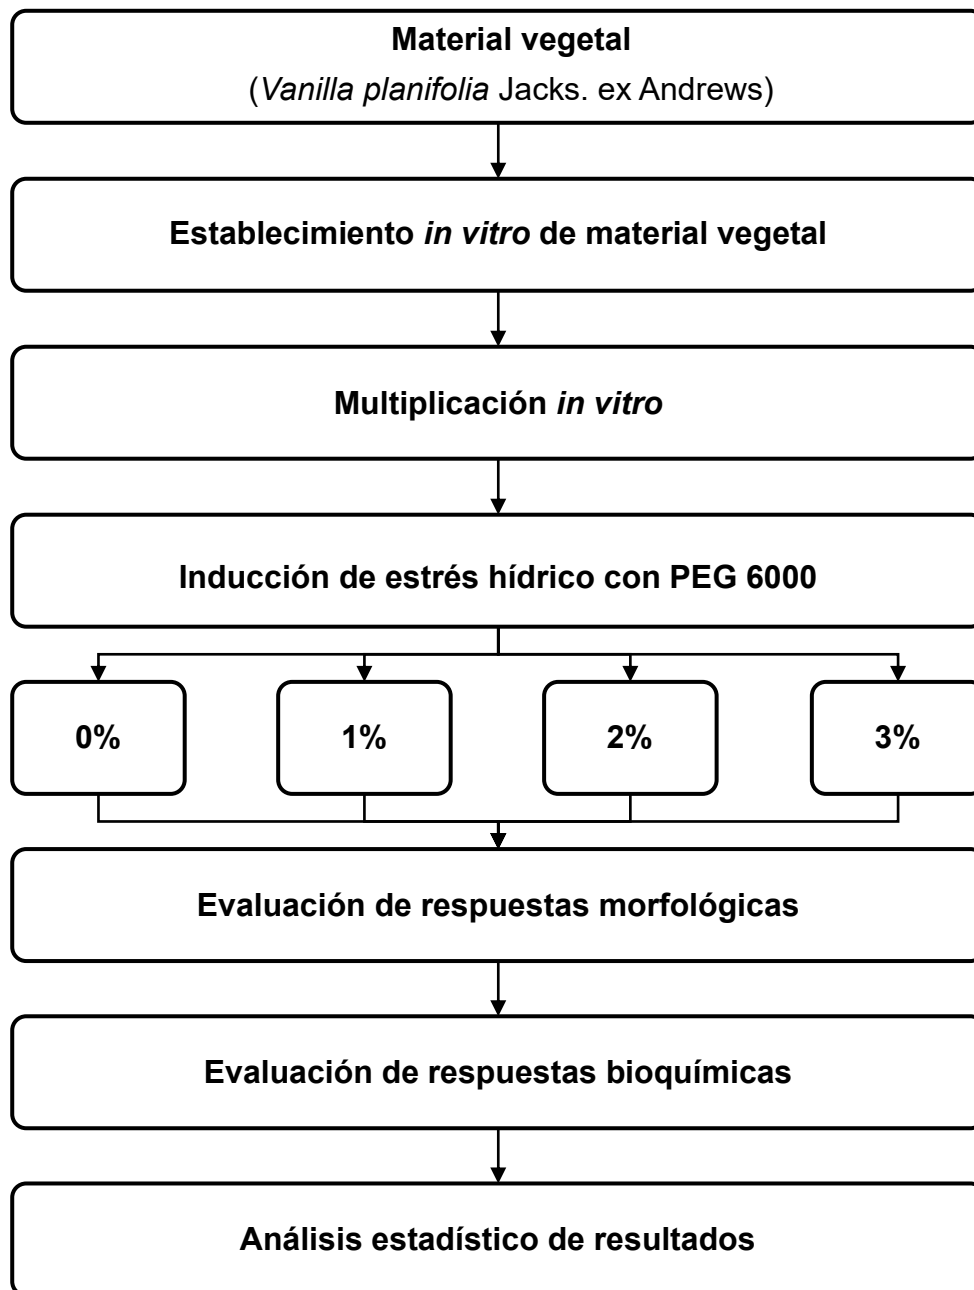 Material vegetal
(Vanilla planifolia Jacks. ex Andrews)
Establecimiento in vitro de material vegetal
Multiplicación in vitro
Inducción de estrés hídrico con PEG 6000
0% 1% 2% 3%
Evaluación de respuestas morfológicas
Evaluación de respuestas bioquímicas
Análisis estadístico de resultados